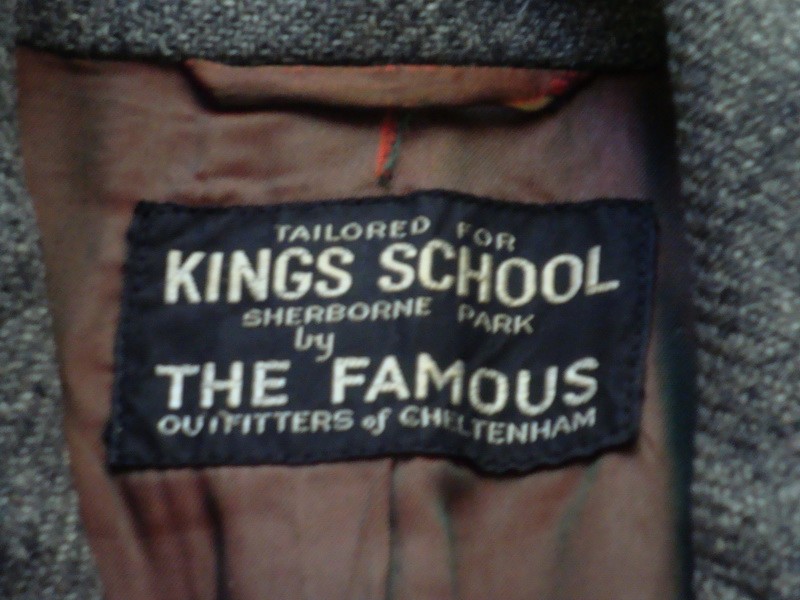 TAILORED FOR
KINGS SCHOOL
SHERBORNE PARK
by
THE FAMOUS
OUTFITTERS of CHELTENHAM